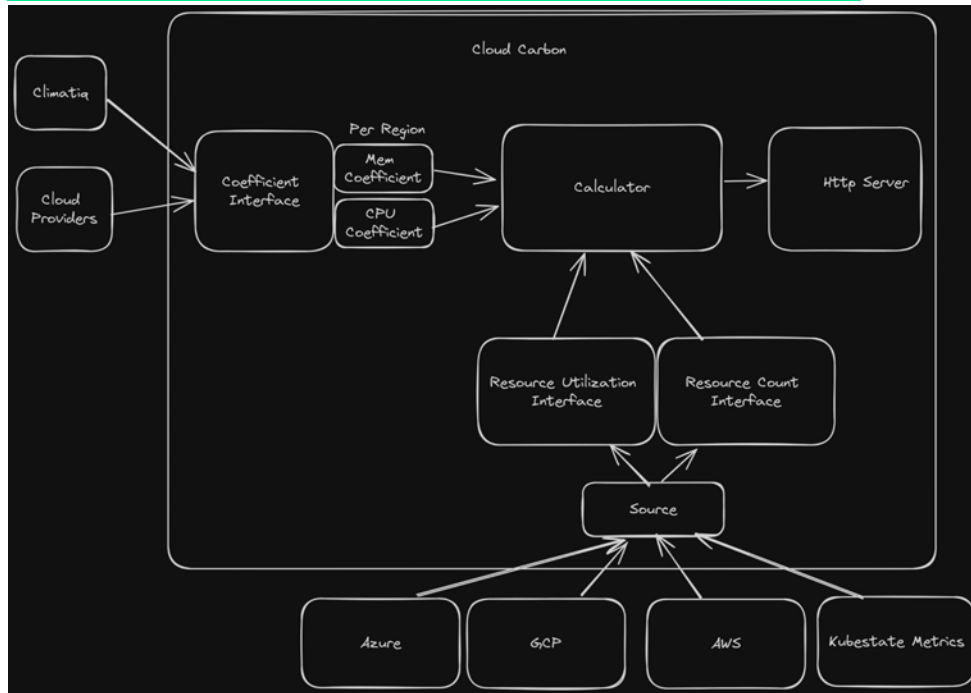 Cloud Carbon
Climatiq
Cloud
Providers
Coefficient
Interface
Per Region
Mem
Coefficient
CPU
Coefficient
Calculator
Http Server
Resource Utilization
Interface
Resource Count
Interface
Source
Azure
GCP
AWS
Kubestate Metrics